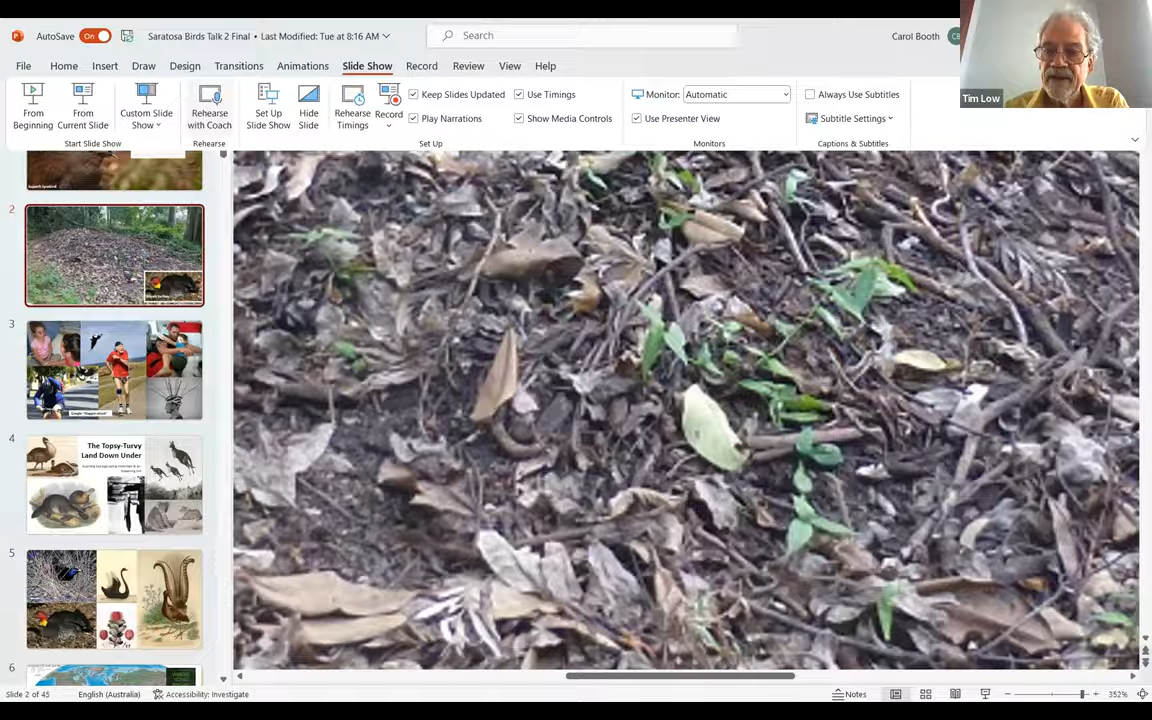 AutoSave On Saratosa Birds Talk 2 Final • Last Modified: Tue at 8:16 AM Search Carol Booth CB
File Home Insert Draw Design Transitions Animations Slide Show Record Review View Help
From Beginning
From Current Slide
Custom Slide Show
Rehearse with Coach
Set Up Slide Show
Hide Slide
Rehearse Timings
Record
Keep Slides Updated
Play Narrations
Use Timings
Show Media Controls
Monitor: Automatic
Use Presenter View
Always Use Subtitles
Subtitle Settings
Start Slide Show
Rehearse
Set Up
Monitors
Captions & Subtitles
Tim Low
Superb lyrebird
2
3
4
The Topsy-Turvy
Land Down Under
5
6
Slide 2 of 45 English (Australia) Accessibility: Investigate Notes 352%